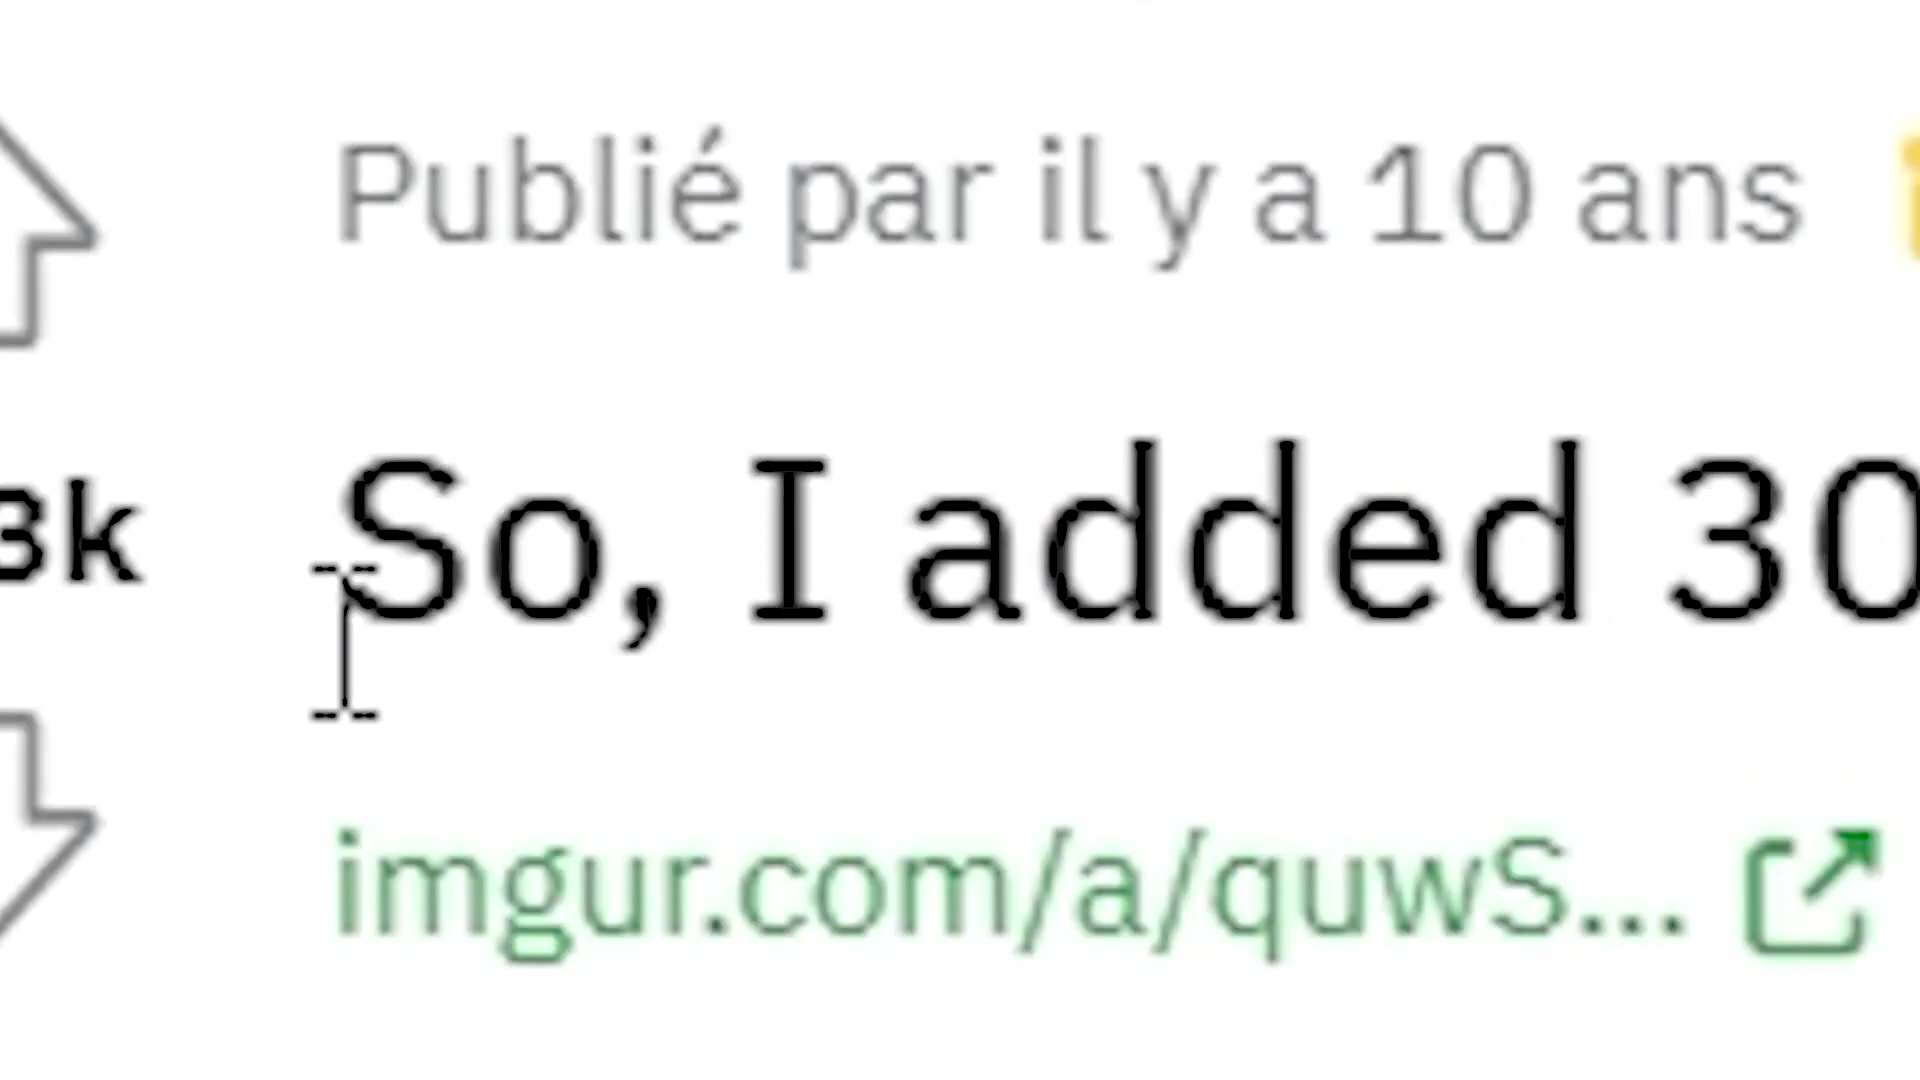 Publié par il y a 10 ans
3k
So, I added 30
imgur.com/a/quwS...